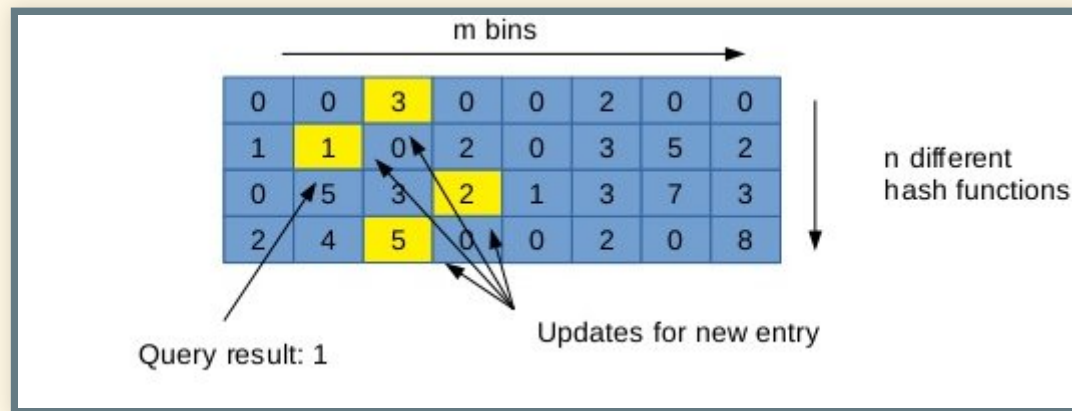 m bins
0 0 3 0 0 2 0 0
1 1 0 2 0 3 5 2
0 5 3 2 1 3 7 3
2 4 5 0 0 2 0 8
n different
hash functions
Updates for new entry
Query result: 1